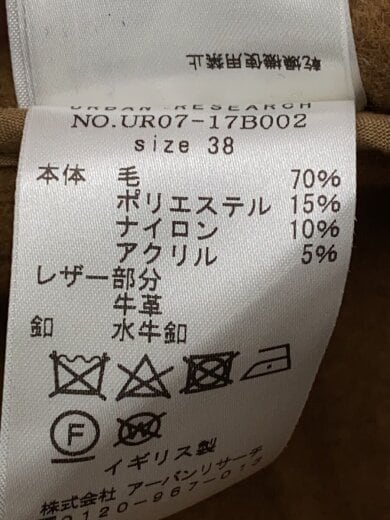 乾燥機使用禁止
URBAN RESEARCH
NO.UR07-17B002
size 38
本体 毛 70%
ポリエステル 15%
ナイロン 10%
アクリル 5%
レザー部分
牛革
釦 水牛釦
F
W
イギリス製
株式会社 アーバンリサーチ
0120-987-013